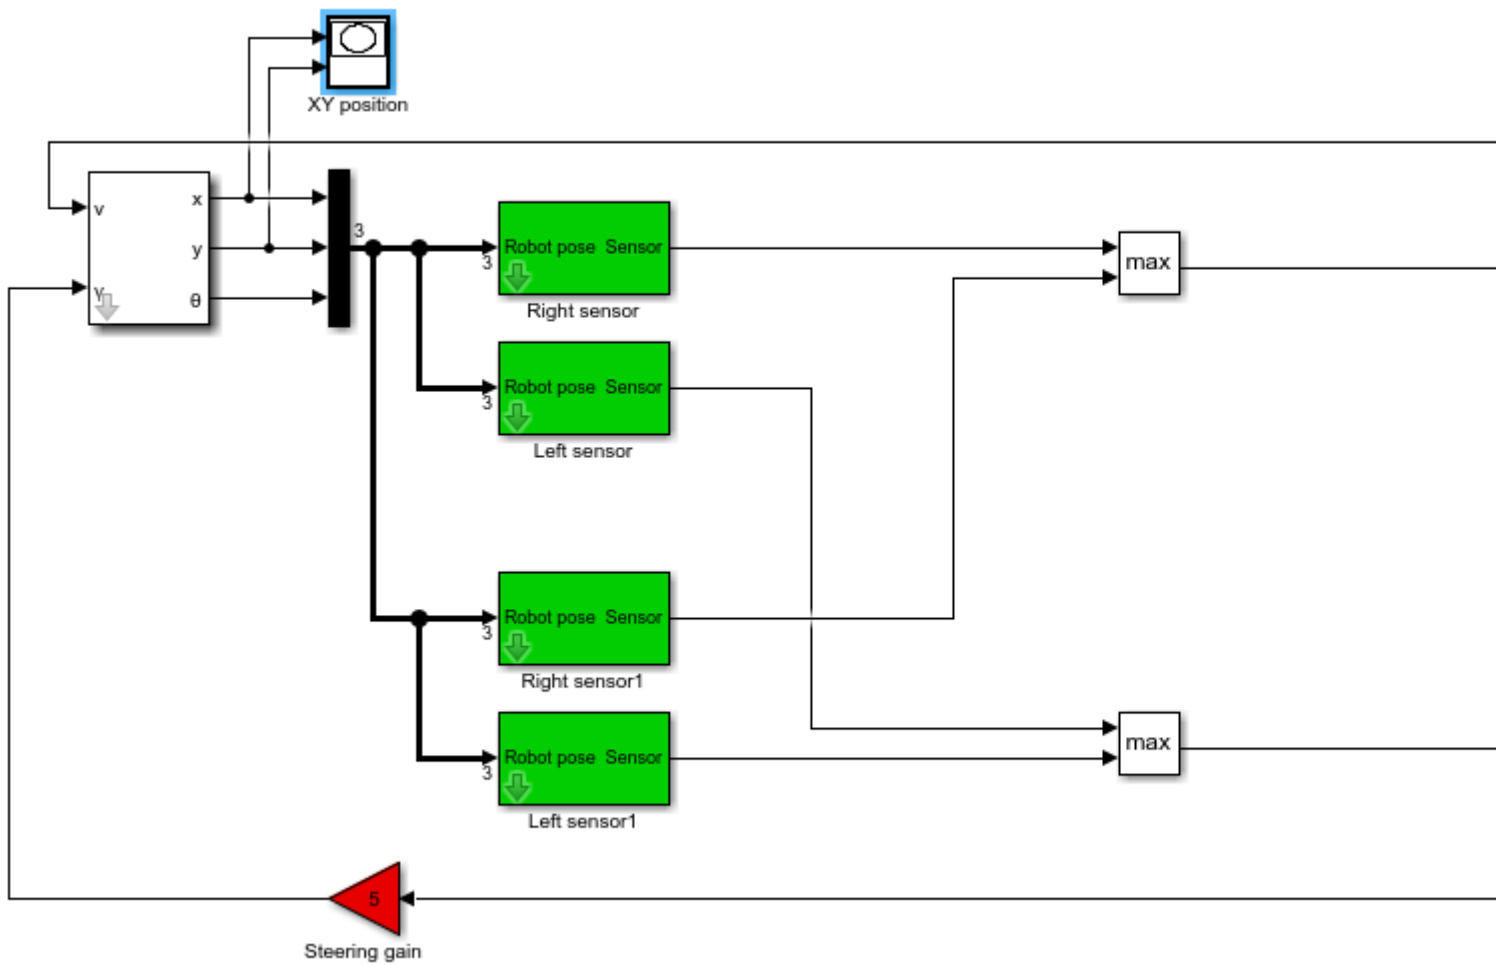 XY position
v
x
y
γ
θ
3
Robot pose Sensor
3
Right sensor
max
Robot pose Sensor
3
Left sensor
Robot pose Sensor
3
Right sensor1
Robot pose Sensor
3
Left sensor1
max
5
Steering gain